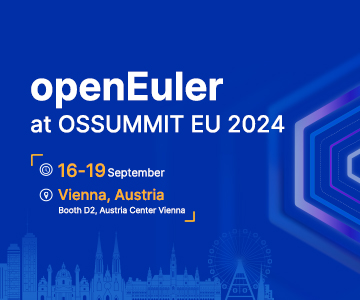 openEuler
at OSSUMMIT EU 2024
16-19 September
Vienna, Austria
Booth D2, Austria Center Vienna